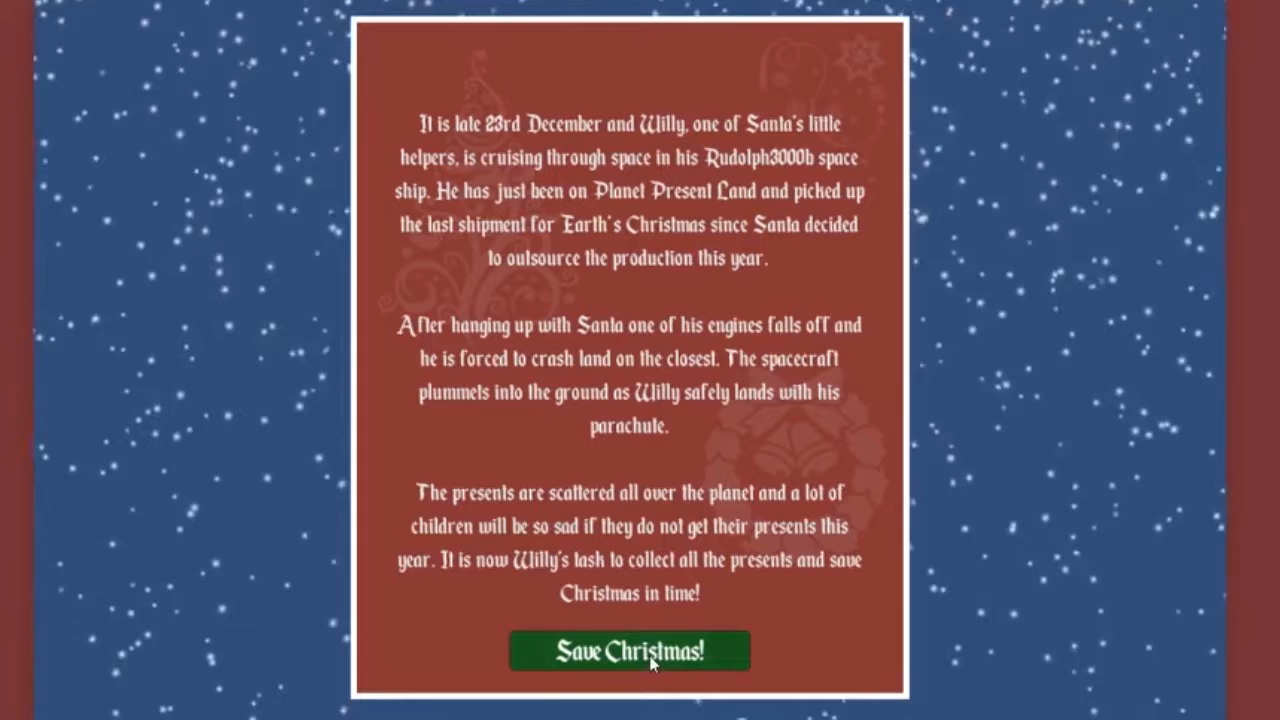 It is late 23rd December and Willy, one of Santa's little
helpers, is cruising through space in his Rudolph3000b space
ship. He has just been on Planet Present Land and picked up
the last shipment for Earth's Christmas since Santa decided
to outsource the production this year.
After hanging up with Santa one of his engines falls off and
he is forced to crash land on the closest. The spacecraft
plummets into the ground as Willy safely lands with his
parachute.
The presents are scattered all over the planet and a lot of
children will be so sad if they do not get their presents this
year. It is now Willy's task to collect all the presents and save
Christmas in time!
Save Christmas!